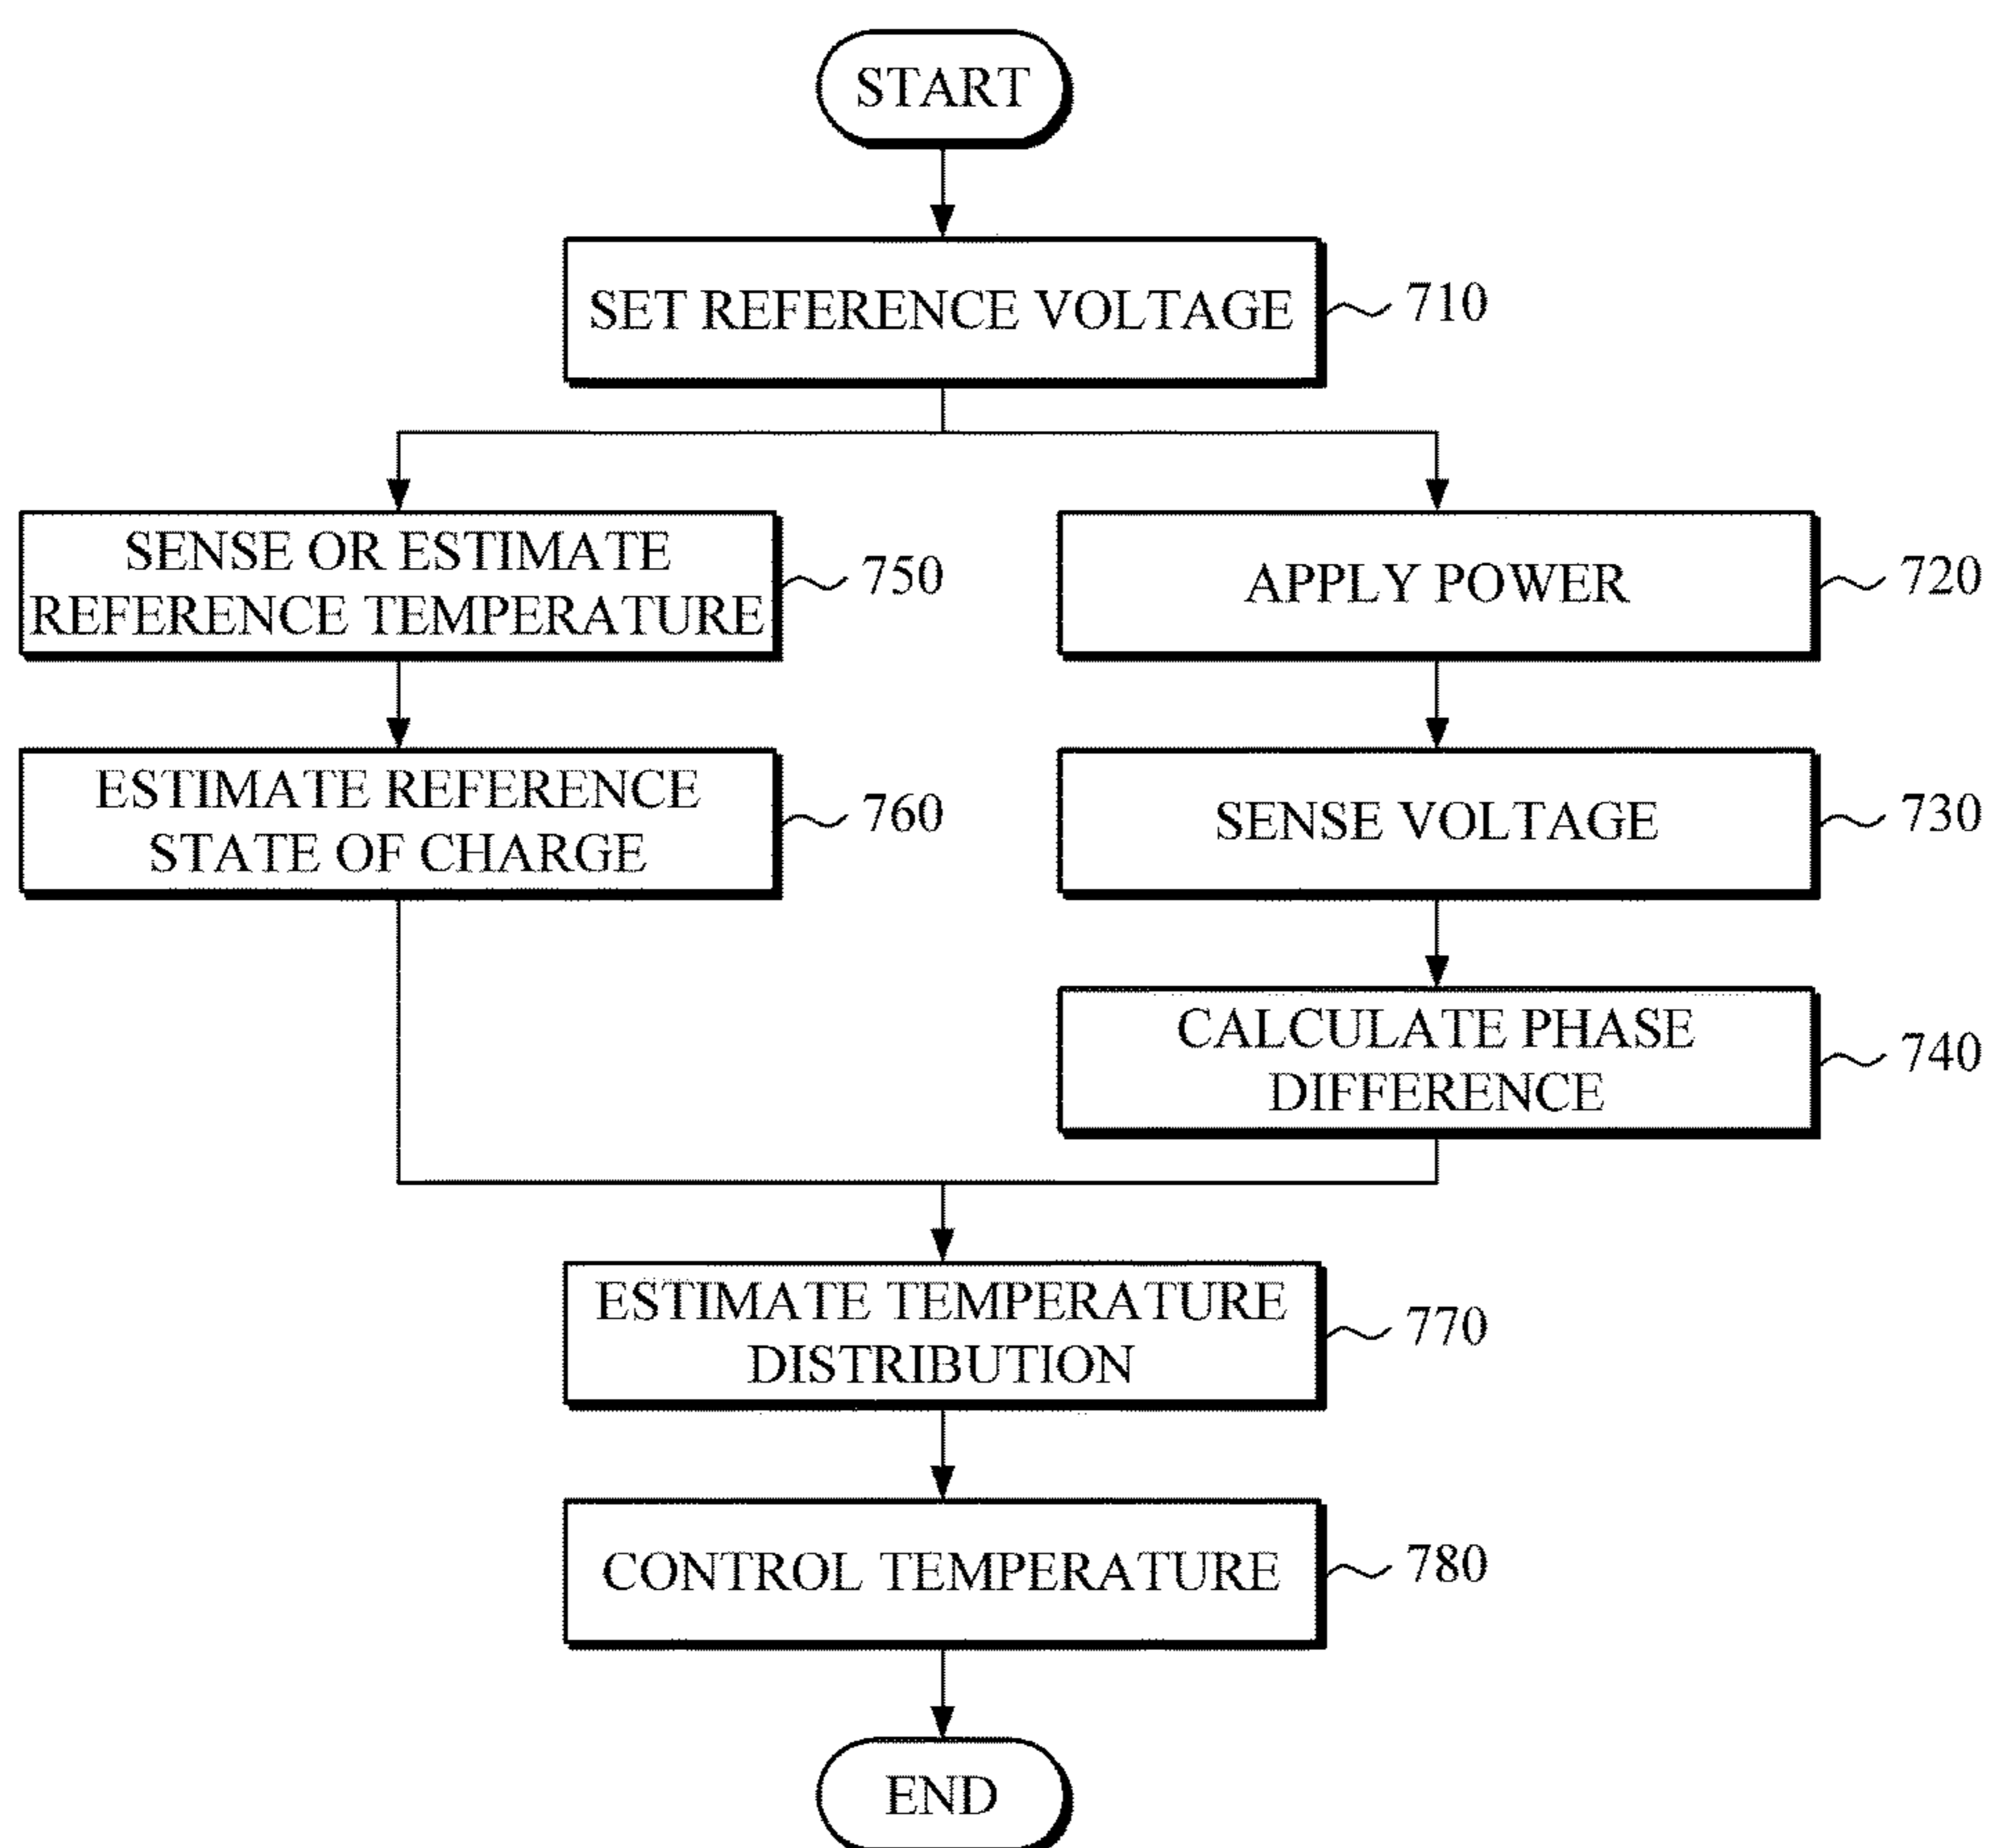 START
SET REFERENCE VOLTAGE
710
SENSE OR ESTIMATE
REFERENCE TEMPERATURE
750
APPLY POWER
720
ESTIMATE REFERENCE
STATE OF CHARGE
760
SENSE VOLTAGE
730
CALCULATE PHASE
DIFFERENCE
740
ESTIMATE TEMPERATURE
DISTRIBUTION
770
CONTROL TEMPERATURE
780
END